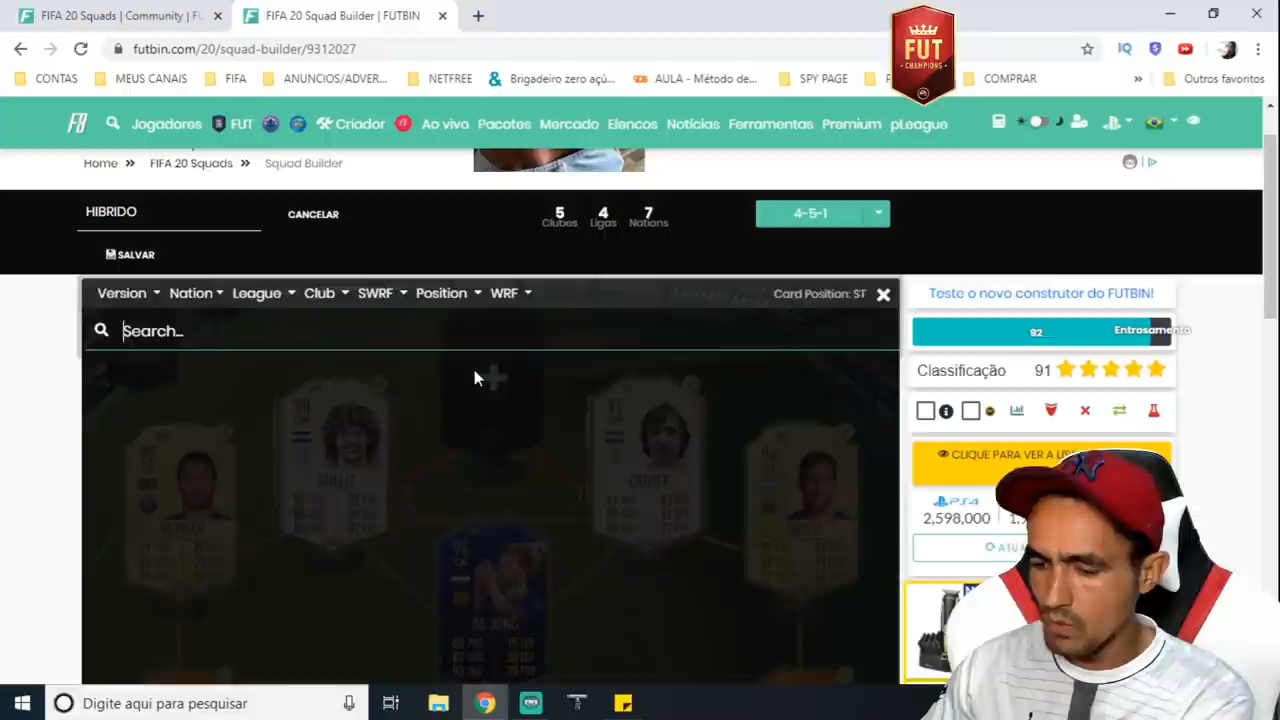 FIFA 20 Squads | Community | FU
FIFA 20 Squad Builder | FUTBIN
futbin.com/20/squad-builder/9312027
FUT
CHAMPIONS
CONTAS
MEUS CANAIS
FIFA
ANUNCIOS/ADVER...
NETFREE
Brigadeiro zero açú...
AULA - Método de...
SPY PAGE
COMPRAR
Outros favoritos
Jogadores
FUT
Criador
Ao vivo
Pacotes
Mercado
Elencos
Notícias
Ferramentas
Premium
pLeague
Home
FIFA 20 Squads
Squad Builder
HIBRIDO
CANCELAR
5 4 7
Clubes Ligas Nations
4-5-1
SALVAR
Version
Nation
League
Club
SWRF
Position
WRF
Card Position: ST
Search...
Teste o novo construtor do FUTBIN!
92
Entrosamento
Classificação
91
CLIQUE PARA VER A LI
PS4
2,598,000
GULLIT
CRUYFF
DE JONG
Digite aqui para pesquisar